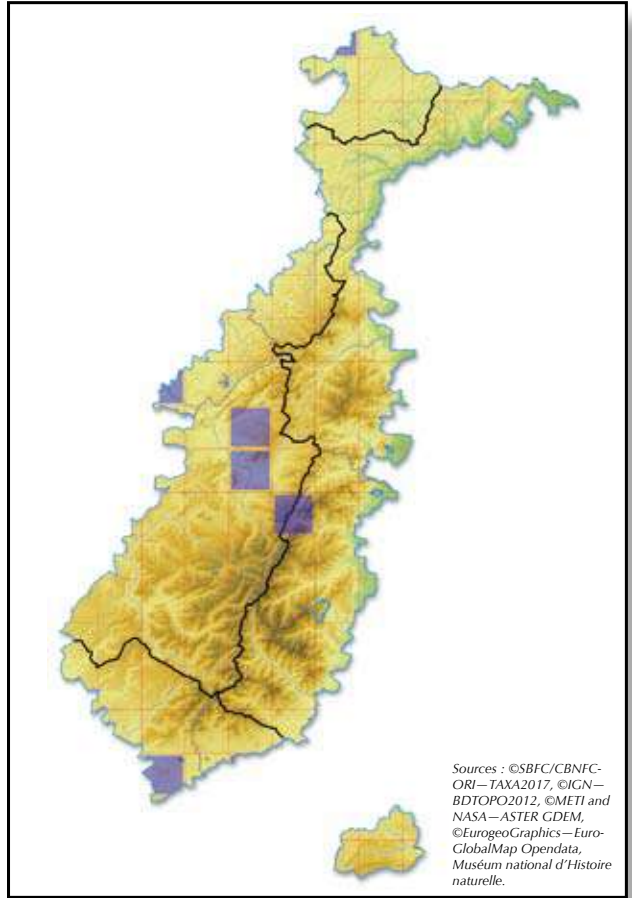 Sources : ©SBFC/CBNFC-
ORI—TAXA2017, ©IGN—
BDTOPO2012, ©METI and
NASA—ASTER GDEM,
©EurogeoGraphics—Euro-
GlobalMap Opendata,
Muséum national d'Histoire
naturelle.